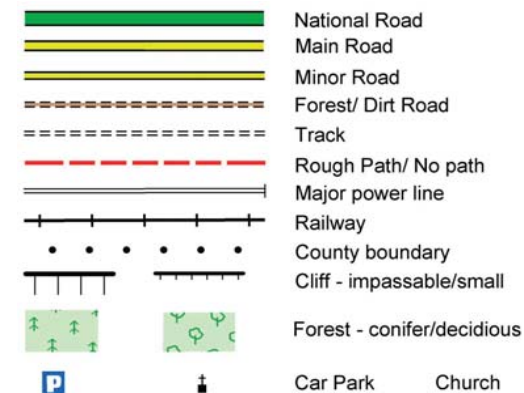 National Road
Main Road
Minor Road
Forest/ Dirt Road
Track
Rough Path/ No path
Major power line
Railway
County boundary
Cliff - impassable/small
Forest - conifer/decidious
P Car Park Church